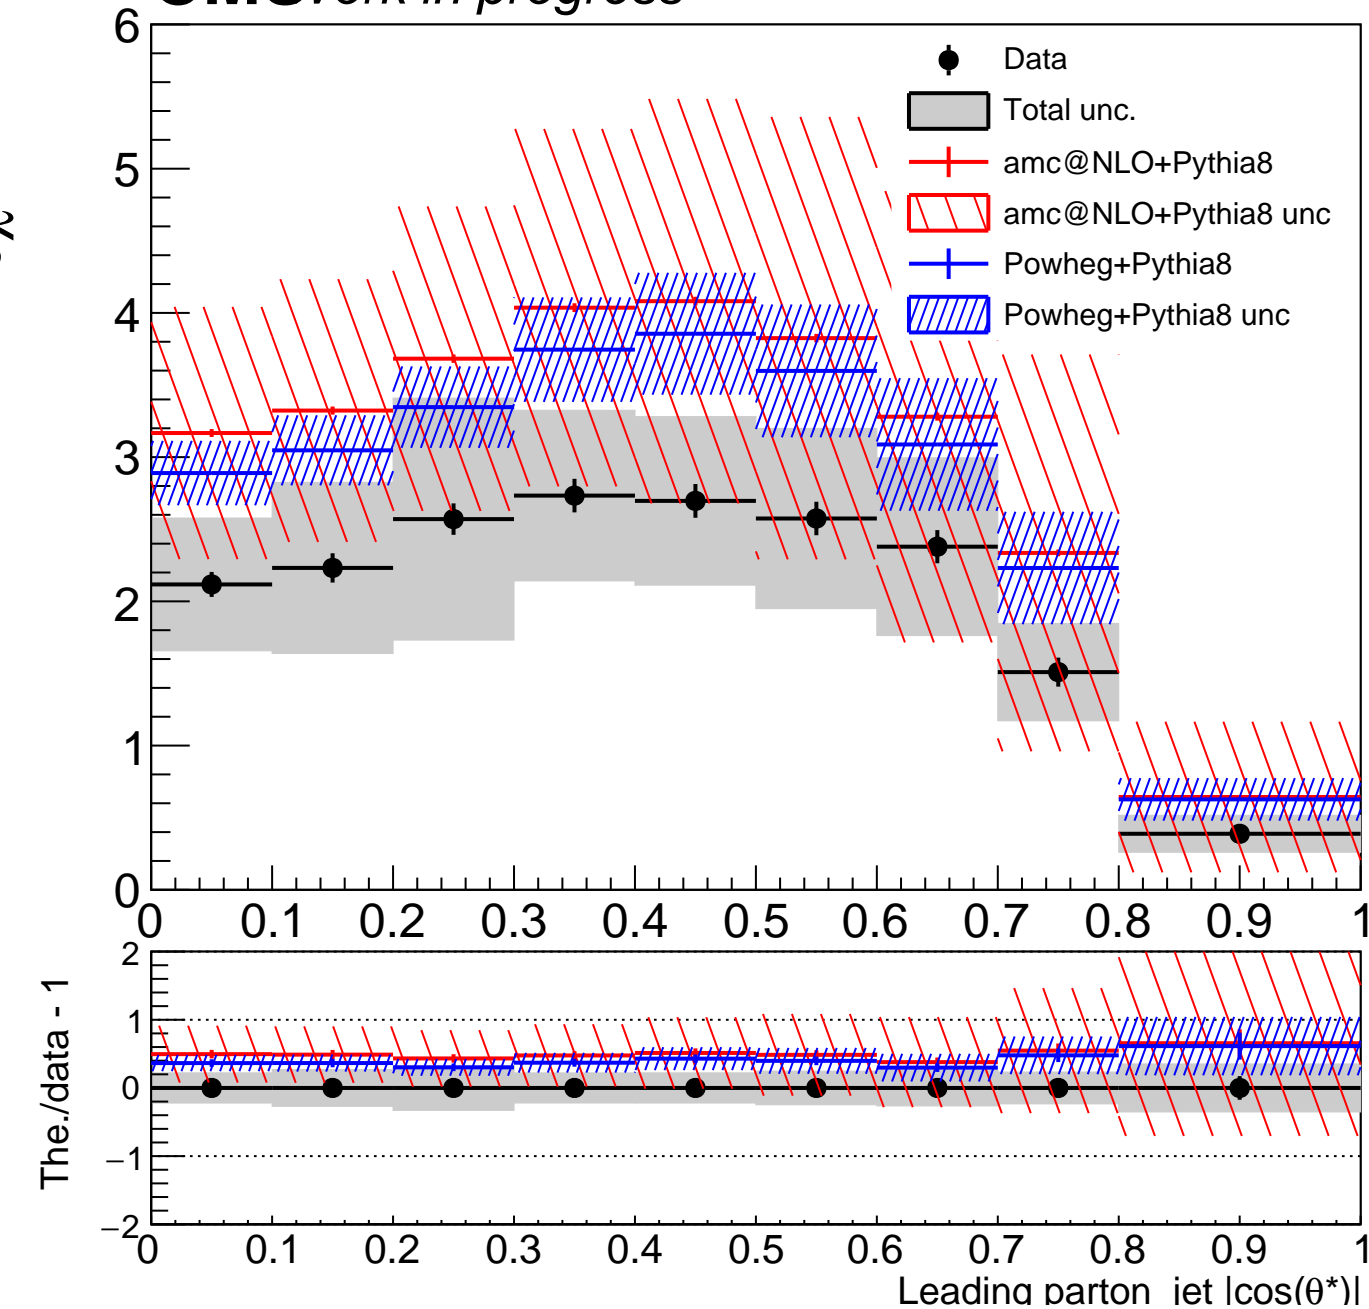 work in progress
6
5
4
3
2
1
0
Data
Total unc.
amc@NLO+Pythia8
amc@NLO+Pythia8 unc
Powheg+Pythia8
Powheg+Pythia8 unc
0 0.1 0.2 0.3 0.4 0.5 0.6 0.7 0.8 0.9 1
The./data - 1
2
1
0
−1
−2
0 0.1 0.2 0.3 0.4 0.5 0.6 0.7 0.8 0.9 1
Leading parton jet |cos(θ*)|